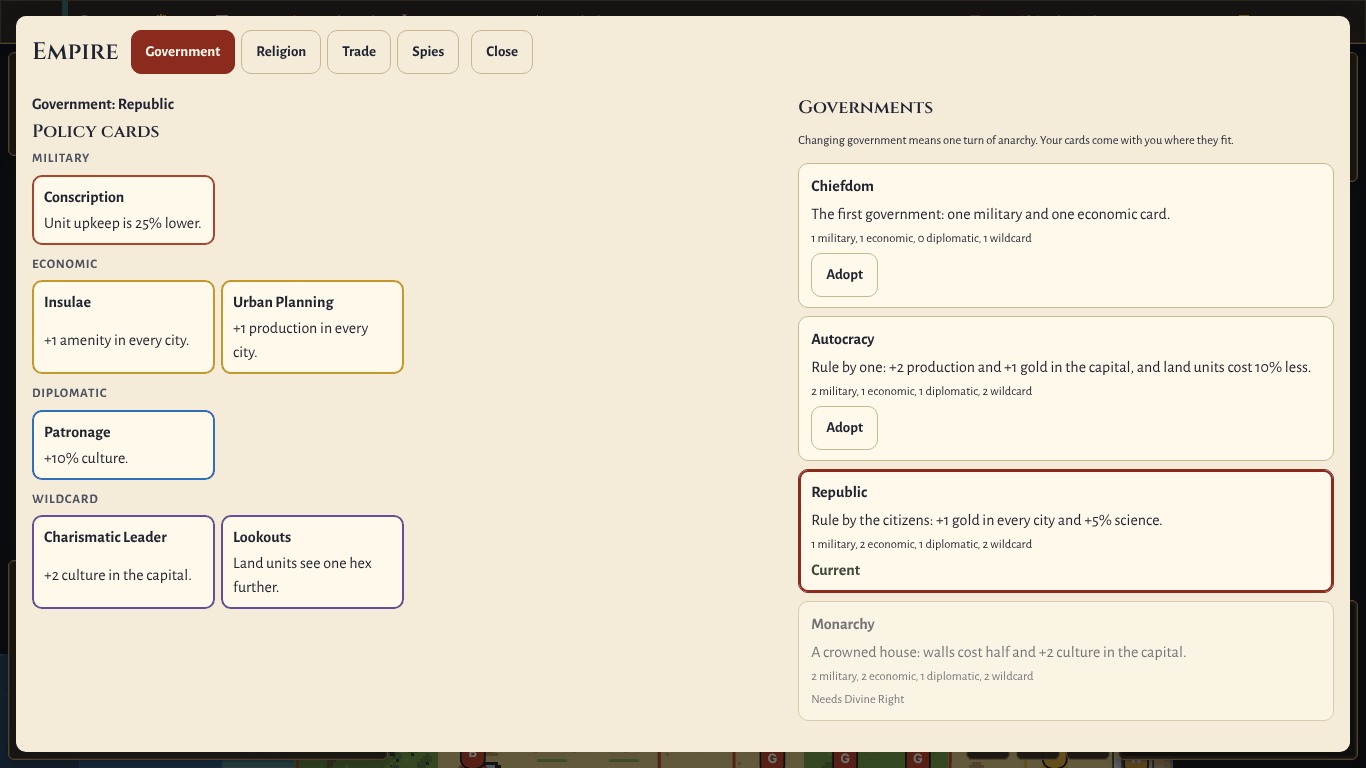 Empire
Government
Religion
Trade
Spies
Close
Government: Republic
Policy cards
MILITARY
Conscription
Unit upkeep is 25% lower.
ECONOMIC
Insulae
+1 amenity in every city.
Urban Planning
+1 production in every
city.
DIPLOMATIC
Patronage
+10% culture.
WILDCARD
Charismatic Leader
+2 culture in the capital.
Lookouts
Land units see one hex
further.
Governments
Changing government means one turn of anarchy. Your cards come with you where they fit.
Chiefdom
The first government: one military and one economic card.
1 military, 1 economic, 0 diplomatic, 1 wildcard
Adopt
Autocracy
Rule by one: +2 production and +1 gold in the capital, and land units cost 10% less.
2 military, 1 economic, 1 diplomatic, 2 wildcard
Adopt
Republic
Rule by the citizens: +1 gold in every city and +5% science.
1 military, 2 economic, 1 diplomatic, 2 wildcard
Current
Monarchy
A crowned house: walls cost half and +2 culture in the capital.
2 military, 2 economic, 1 diplomatic, 2 wildcard
Needs Divine Right
B
G
G
G